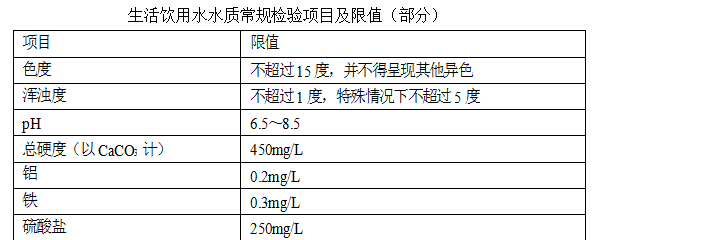 生活饮用水水质常规检验项目及限值（部分）
项目 限值
色度 不超过15度，并不得呈现其他异色
浑浊度 不超过1度，特殊情况下不超过5度
pH 6.5～8.5
总硬度（以CaCO₃计） 450mg/L
铝 0.2mg/L
铁 0.3mg/L
硫酸盐 250mg/L